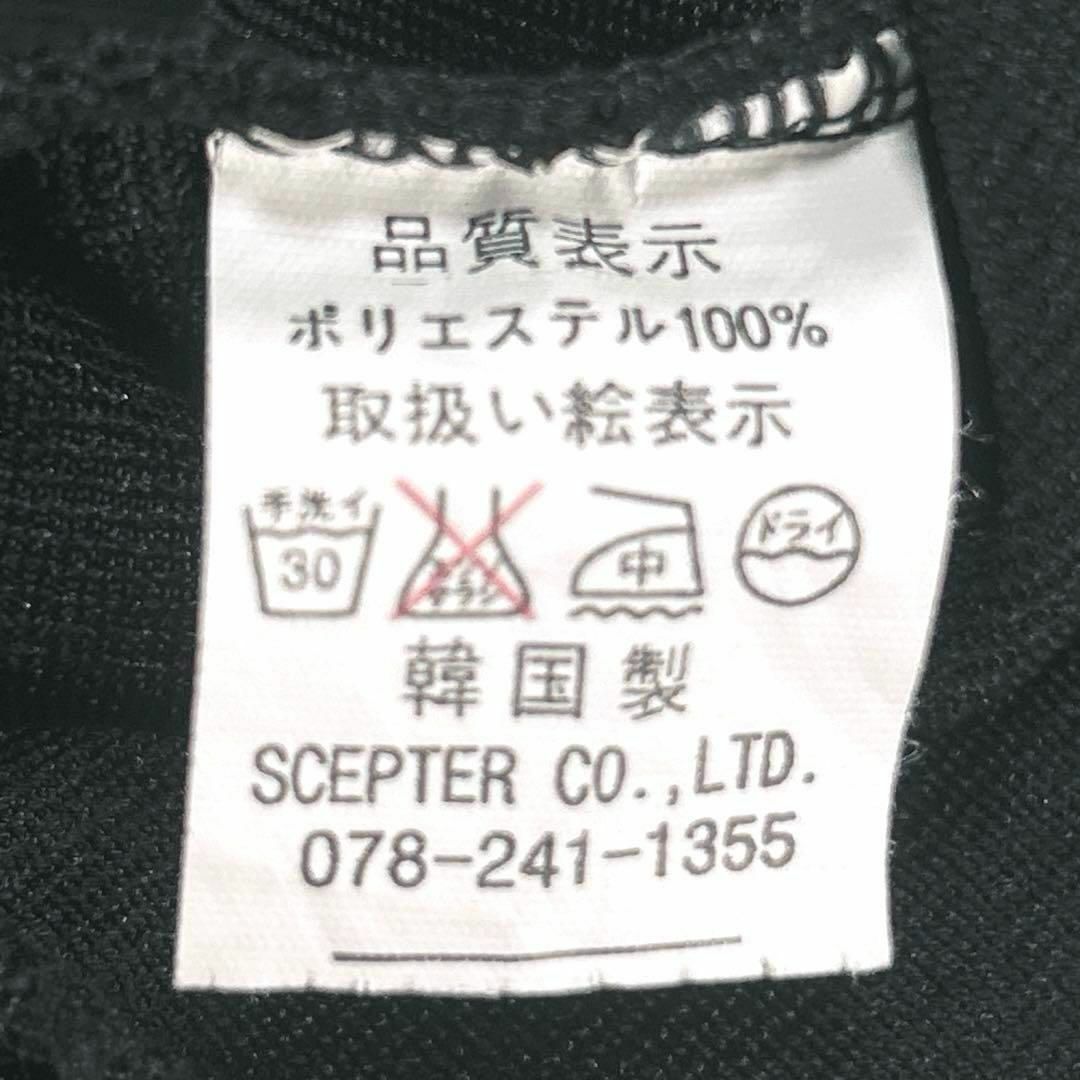 品質表示
ポリエステル100%
取扱い絵表示
手洗イ
30
中
ドライ
韓国製
SCEPTER CO.,LTD.
078-241-1355